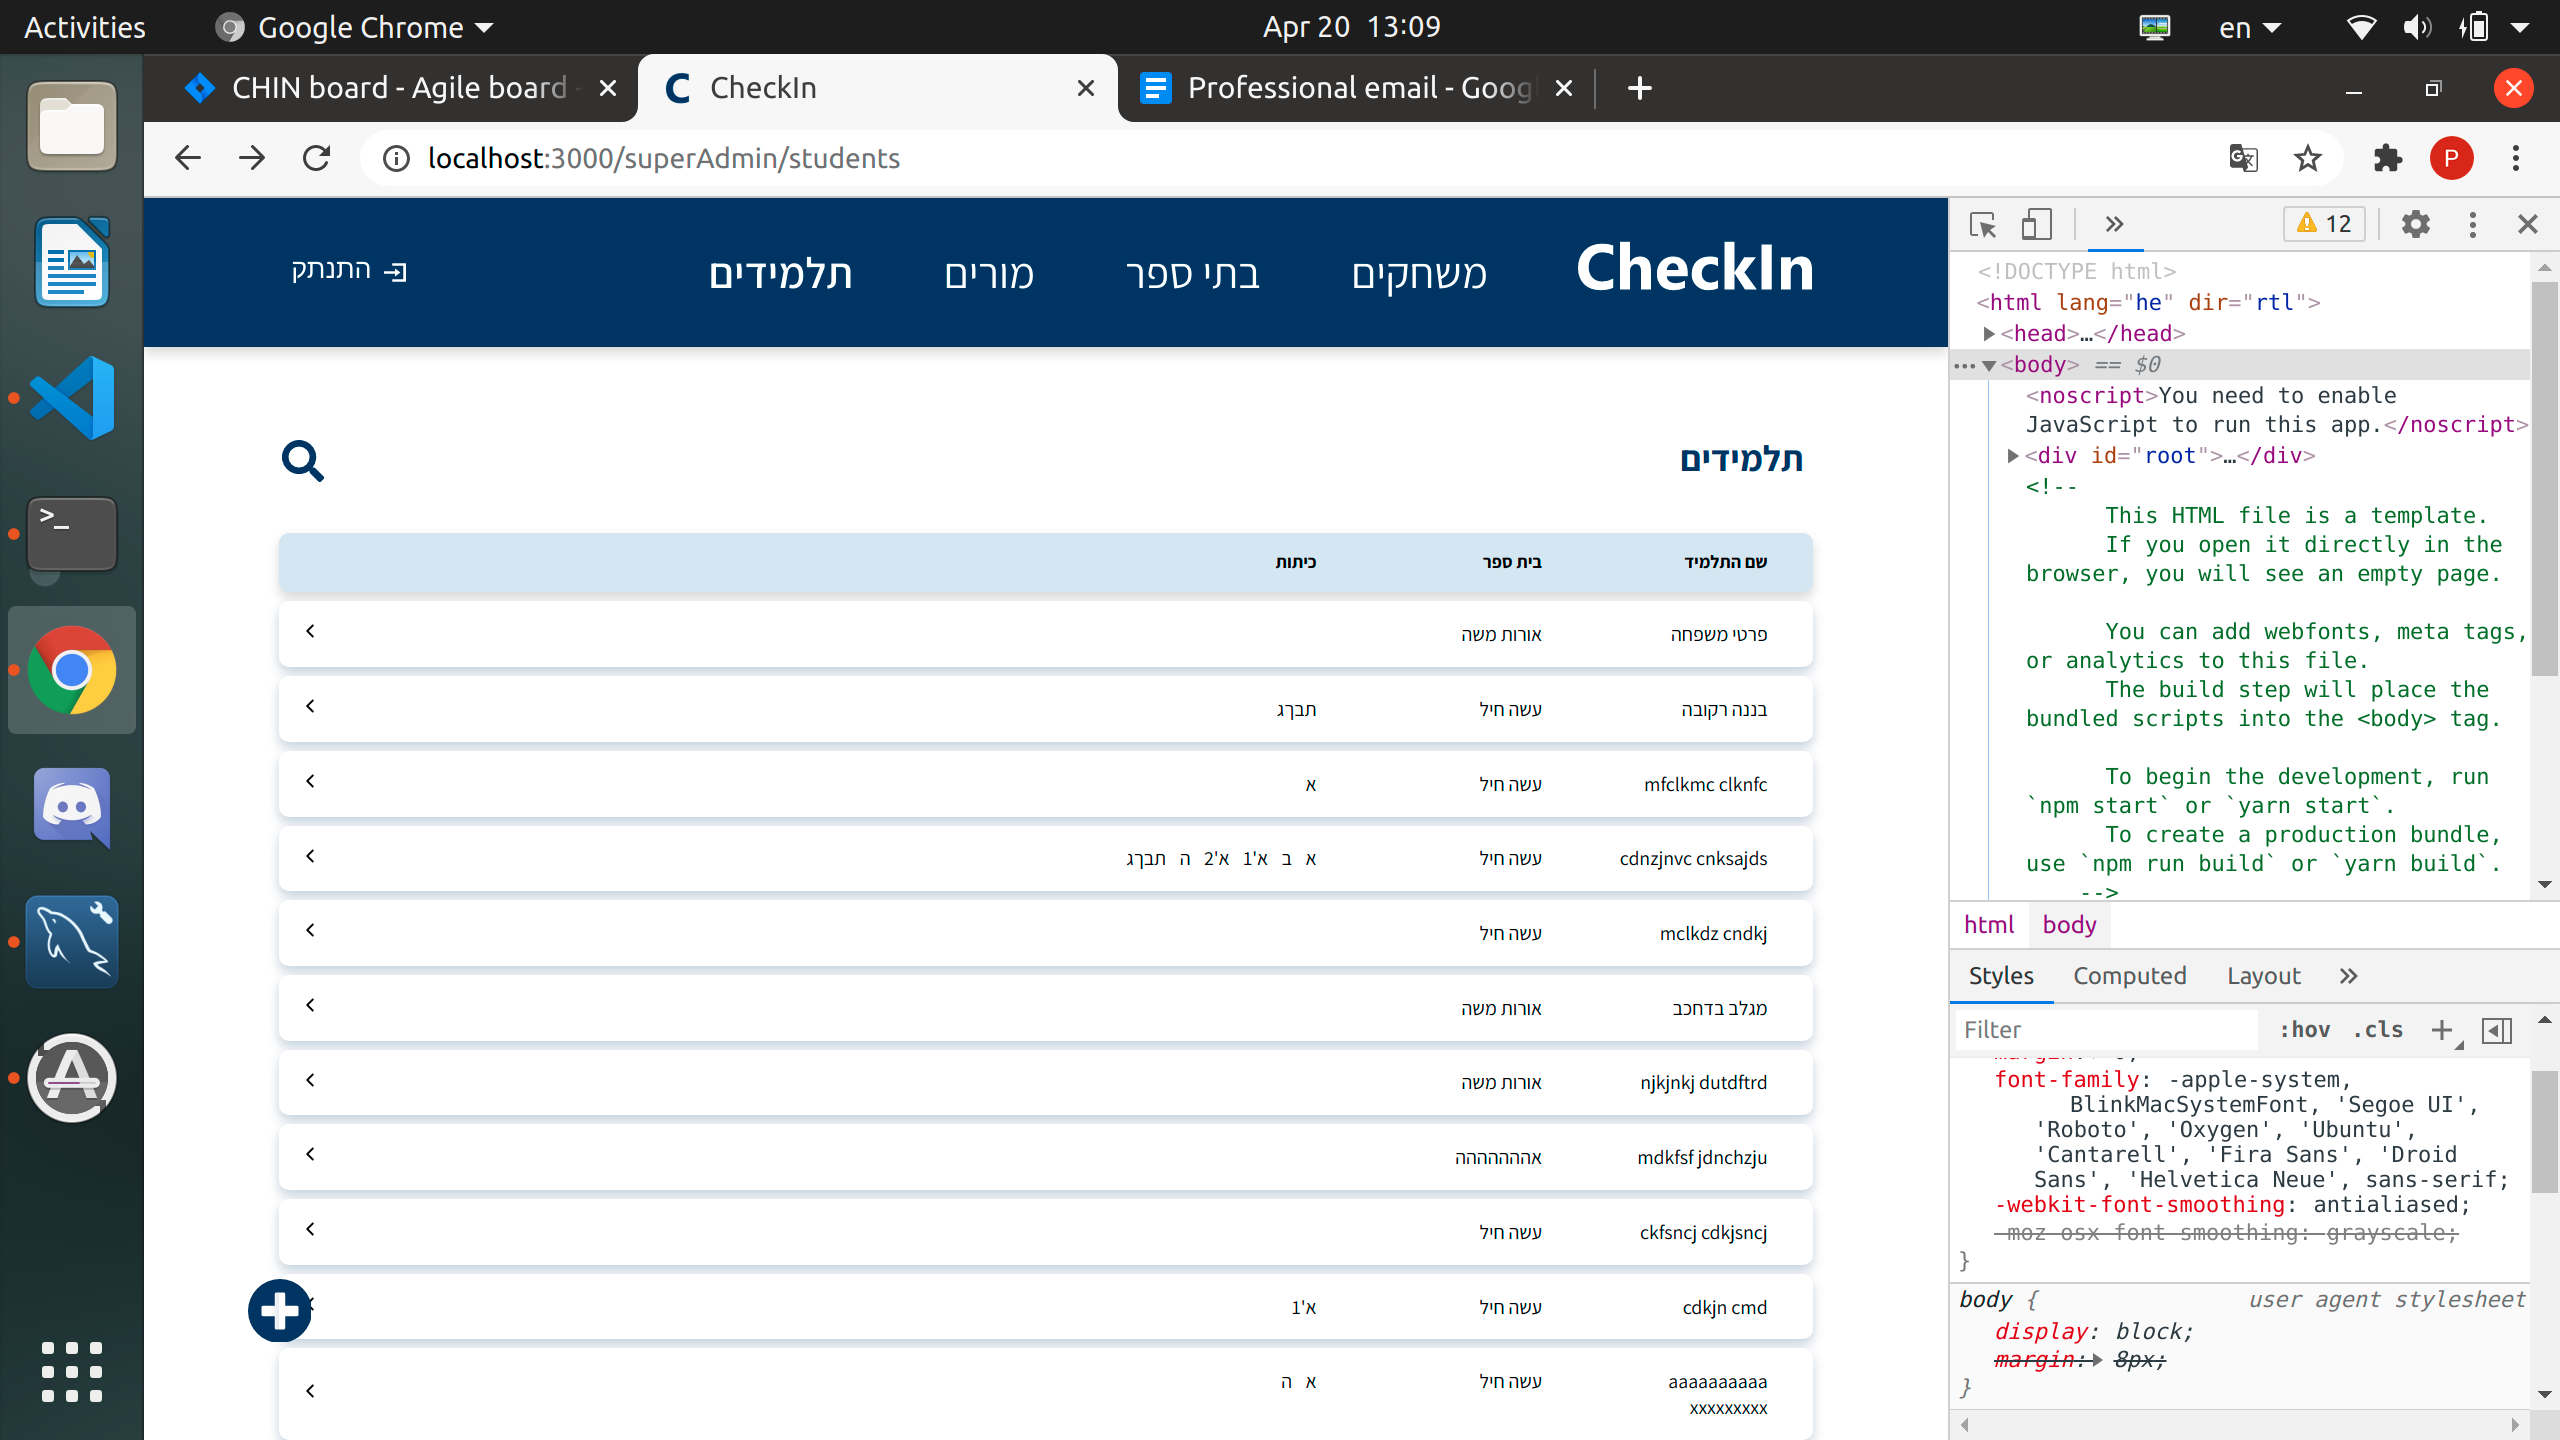 Activities
Google Chrome
Apr 20 13:09
en
CHIN board - Agile board -
CheckIn
Professional email - Goog
localhost:3000/superAdmin/students
P
CheckIn
משחקים
בתי ספר
מורים
תלמידים
התנתק
תלמידים
שם התלמיד בית ספר כיתות
פרטי משפחה אורות משה
בננה רקובה עשה חיל תבךג
mfclkmc clknfc עשה חיל א
cdnzjnvc cnksajds עשה חיל א ב א'1 א'2 ה תבךג
mclkdz cndkj עשה חיל
מגלב בדחכב אורות משה
njkjnkj dutdftrd אורות משה
mdkfsf jdnchzju אההההההה
ckfsncj cdkjsncj עשה חיל
cdkjn cmd עשה חיל א'1
aaaaaaaaaa עשה חיל א ה
xxxxxxxxx
12
<!DOCTYPE html>
<html lang="he" dir="rtl">
<head>…</head>
<body> == $0
<noscript>You need to enable
JavaScript to run this app.</noscript>
<div id="root">…</div>
<!--
This HTML file is a template.
If you open it directly in the
browser, you will see an empty page.
You can add webfonts, meta tags,
or analytics to this file.
The build step will place the
bundled scripts into the <body> tag.
To begin the development, run
`npm start` or `yarn start`.
To create a production bundle,
use `npm run build` or `yarn build`.
-->
html body
Styles Computed Layout
Filter :hov .cls
font-family: -apple-system,
BlinkMacSystemFont, 'Segoe UI',
'Roboto', 'Oxygen', 'Ubuntu',
'Cantarell', 'Fira Sans', 'Droid
Sans', 'Helvetica Neue', sans-serif;
-webkit-font-smoothing: antialiased;
-moz-osx-font-smoothing: grayscale;
}
body { user agent stylesheet
display: block;
margin: 8px;
}